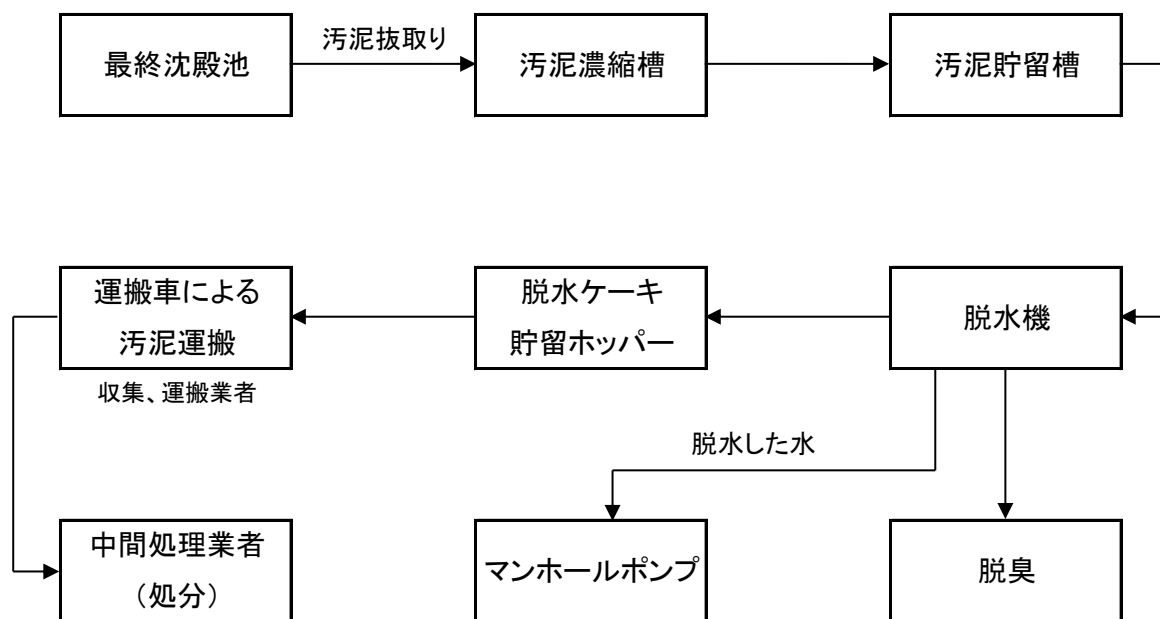 最終沈殿池
汚泥抜取り
汚泥濃縮槽
汚泥貯留槽
運搬車による
汚泥運搬
収集、運搬業者
脱水ケーキ
貯留ホッパー
脱水機
脱水した水
中間処理業者
（処分）
マンホールポンプ
脱臭